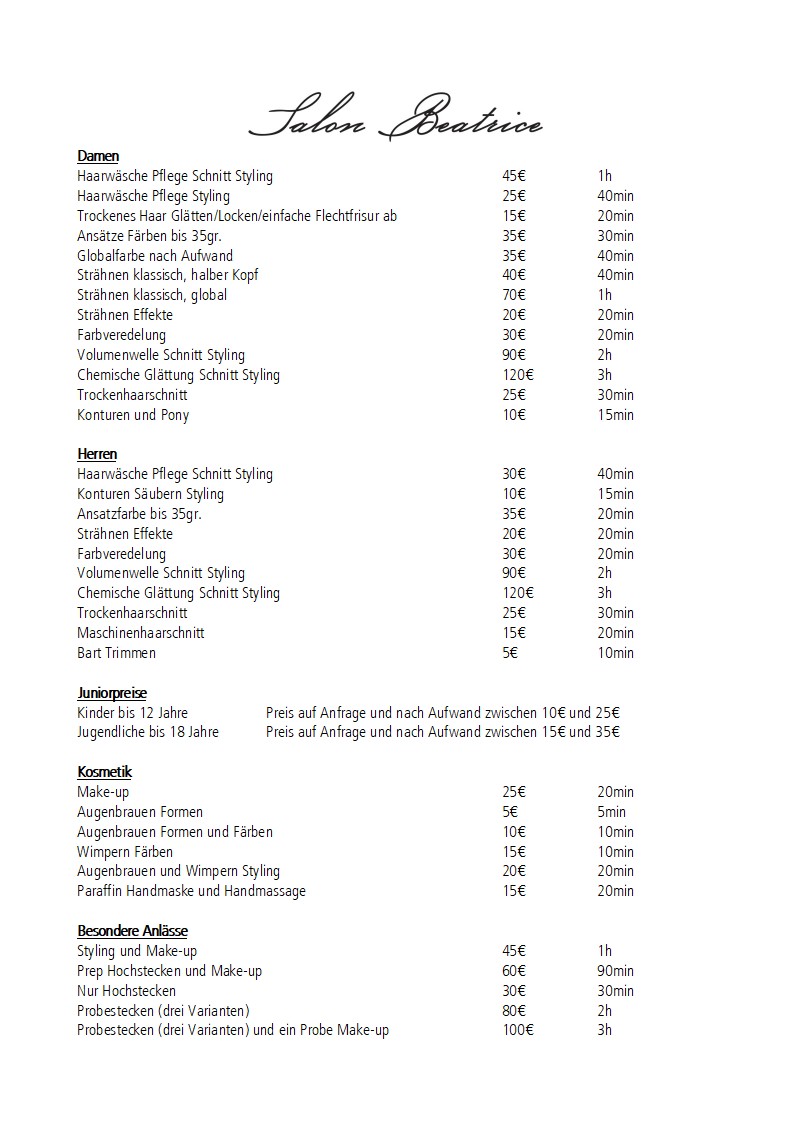 Salon Beatrice
Damen
Haarwäsche Pflege Schnitt Styling 45€ 1h
Haarwäsche Pflege Styling 25€ 40min
Trockenes Haar Glätten/Locken/einfache Flechtfrisur ab 15€ 20min
Ansätze Färben bis 35gr. 35€ 30min
Globalfarbe nach Aufwand 35€ 40min
Strähnen klassisch, halber Kopf 40€ 40min
Strähnen klassisch, global 70€ 1h
Strähnen Effekte 20€ 20min
Farbveredelung 30€ 20min
Volumenwelle Schnitt Styling 90€ 2h
Chemische Glättung Schnitt Styling 120€ 3h
Trockenhaarschnitt 25€ 30min
Konturen und Pony 10€ 15min
Herren
Haarwäsche Pflege Schnitt Styling 30€ 40min
Konturen Säubern Styling 10€ 15min
Ansatzfarbe bis 35gr. 35€ 20min
Strähnen Effekte 20€ 20min
Farbveredelung 30€ 20min
Volumenwelle Schnitt Styling 90€ 2h
Chemische Glättung Schnitt Styling 120€ 3h
Trockenhaarschnitt 25€ 30min
Maschinenhaarschnitt 15€ 20min
Bart Trimmen 5€ 10min
Juniorpreise
Kinder bis 12 Jahre Preis auf Anfrage und nach Aufwand zwischen 10€ und 25€
Jugendliche bis 18 Jahre Preis auf Anfrage und nach Aufwand zwischen 15€ und 35€
Kosmetik
Make-up 25€ 20min
Augenbrauen Formen 5€ 5min
Augenbrauen Formen und Färben 10€ 10min
Wimpern Färben 15€ 10min
Augenbrauen und Wimpern Styling 20€ 20min
Paraffin Handmaske und Handmassage 15€ 20min
Besondere Anlässe
Styling und Make-up 45€ 1h
Prep Hochstecken und Make-up 60€ 90min
Nur Hochstecken 30€ 30min
Probestecken (drei Varianten) 80€ 2h
Probestecken (drei Varianten) und ein Probe Make-up 100€ 3h